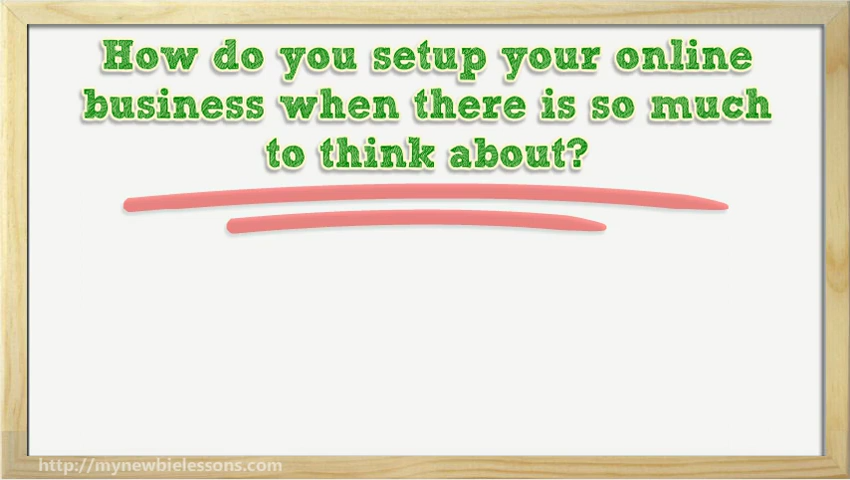 How do you setup your online
business when there is so much
to think about?
http://mynewbielessons.com